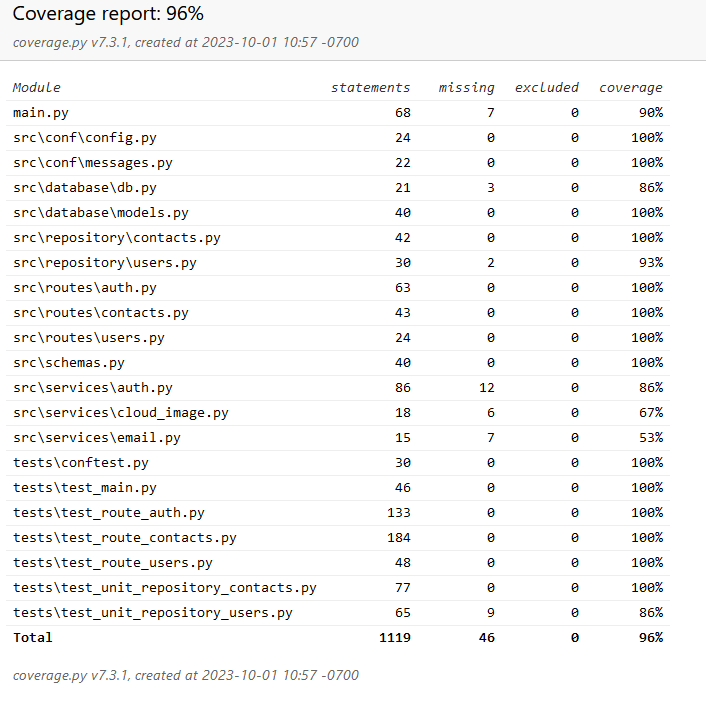 Coverage report: 96%
coverage.py v7.3.1, created at 2023-10-01 10:57 -0700
Module statements missing excluded coverage
main.py 68 7 0 90%
src\conf\config.py 24 0 0 100%
src\conf\messages.py 22 0 0 100%
src\database\db.py 21 3 0 86%
src\database\models.py 40 0 0 100%
src\repository\contacts.py 42 0 0 100%
src\repository\users.py 30 2 0 93%
src\routes\auth.py 63 0 0 100%
src\routes\contacts.py 43 0 0 100%
src\routes\users.py 24 0 0 100%
src\schemas.py 40 0 0 100%
src\services\auth.py 86 12 0 86%
src\services\cloud_image.py 18 6 0 67%
src\services\email.py 15 7 0 53%
tests\conftest.py 30 0 0 100%
tests\test_main.py 46 0 0 100%
tests\test_route_auth.py 133 0 0 100%
tests\test_route_contacts.py 184 0 0 100%
tests\test_route_users.py 48 0 0 100%
tests\test_unit_repository_contacts.py 77 0 0 100%
tests\test_unit_repository_users.py 65 9 0 86%
Total 1119 46 0 96%
coverage.py v7.3.1, created at 2023-10-01 10:57 -0700